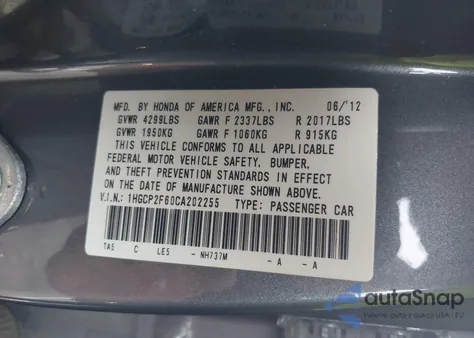 MFD. BY HONDA OF AMERICA MFG., INC. 06/'12
GVWR 4299LBS GAWR F 2337LBS R 2017LBS
GVWR 1950KG GAWR F 1060KG R 915KG
THIS VEHICLE CONFORMS TO ALL APPLICABLE
FEDERAL MOTOR VEHICLE SAFETY, BUMPER,
AND THEFT PREVENTION STANDARDS IN EFFECT
ON THE DATE OF MANUFACTURE SHOWN ABOVE.
V.I.N.: 1HGCP2F60CA202255 TYPE: PASSENGER CAR
TA5 C LE5 - NH737M - A - A
autoSnap